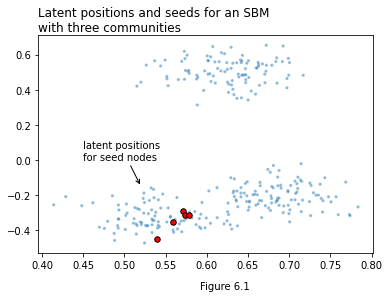 Latent positions and seeds for an SBM
with three communities
0.6
0.4
0.2
latent positions
for seed nodes
0.0
−0.2
−0.4
0.40 0.45 0.50 0.55 0.60 0.65 0.70 0.75 0.80
Figure 6.1